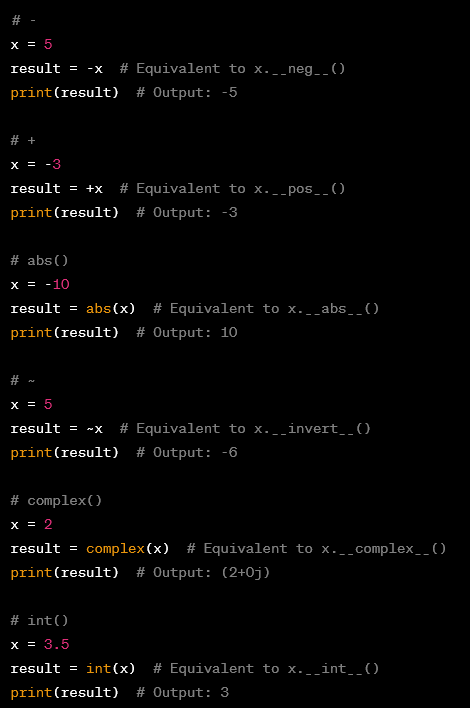 # -
x = 5
result = -x  # Equivalent to x.__neg__()
print(result)  # Output: -5

# +
x = -3
result = +x  # Equivalent to x.__pos__()
print(result)  # Output: -3

# abs()
x = -10
result = abs(x)  # Equivalent to x.__abs__()
print(result)  # Output: 10

# ~
x = 5
result = ~x  # Equivalent to x.__invert__()
print(result)  # Output: -6

# complex()
x = 2
result = complex(x)  # Equivalent to x.__complex__()
print(result)  # Output: (2+0j)

# int()
x = 3.5
result = int(x)  # Equivalent to x.__int__()
print(result)  # Output: 3